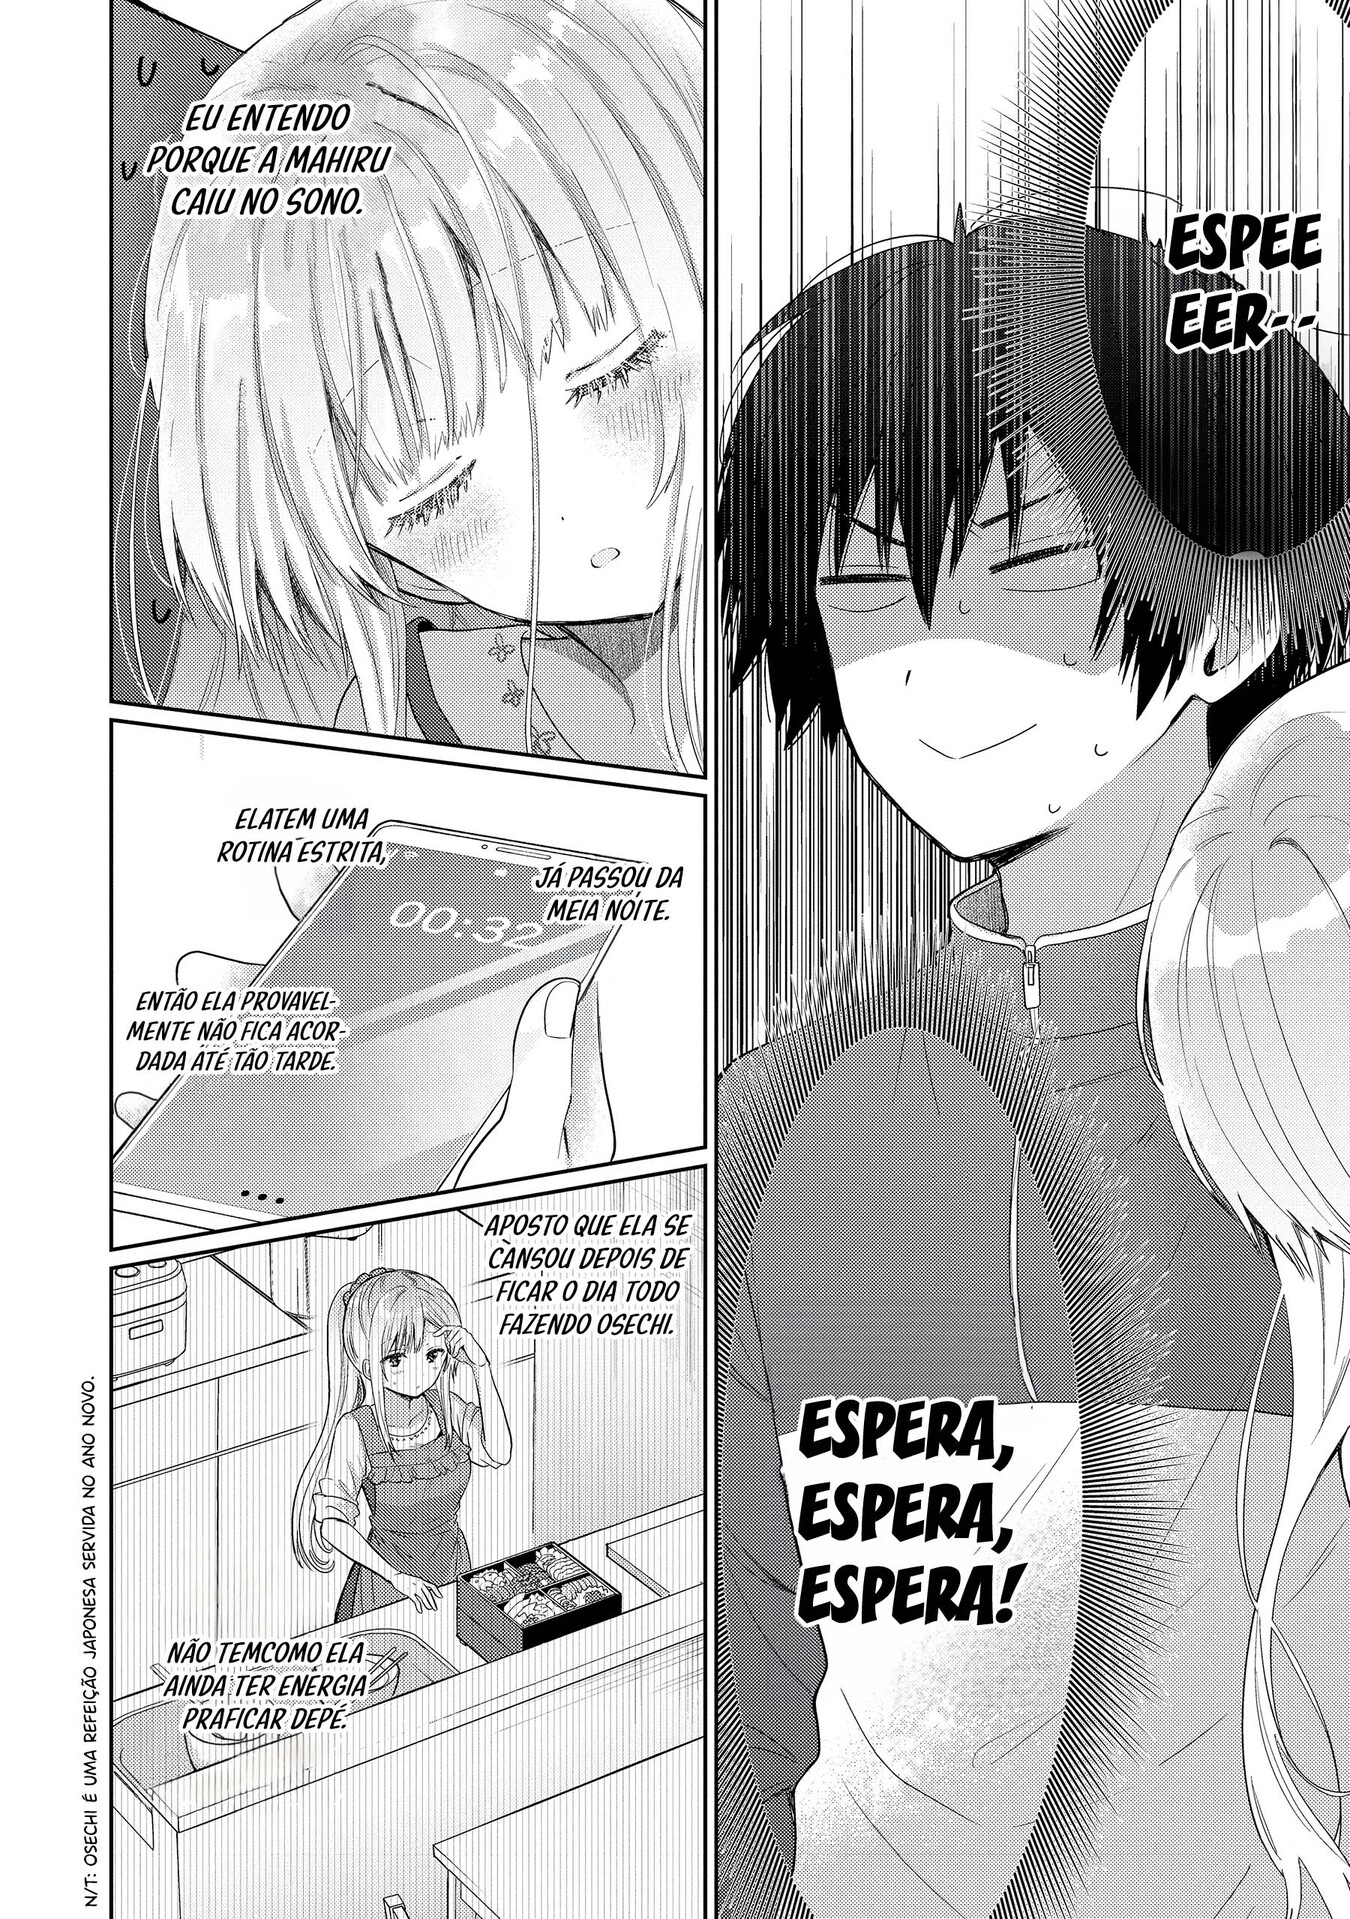 ESPEE
EER--
ESPERA,
ESPERA,
ESPERA!
EU ENTENDO
PORQUE A MAHIRU
CAIU NO SONO.
JÁ PASSOU DA
MEIA NOITE.
00:32
ELATEM UMA
ROTINA ESTRITA,
ENTÃO ELA PROVAVEL-
MENTE NÃO FICA ACOR-
DADA ATÉ TÃO TARDE.
...
APOSTO QUE ELA SE
CANSOU DEPOIS DE
FICAR O DIA TODO
FAZENDO OSECHI.
NÃO TEMCOMO ELA
AINDA TER ENERGIA
PRAFICAR DEPÉ.
N/T: OSECHI É UMA REFEIÇÃO JAPONESA SERVIDA NO ANO NOVO.